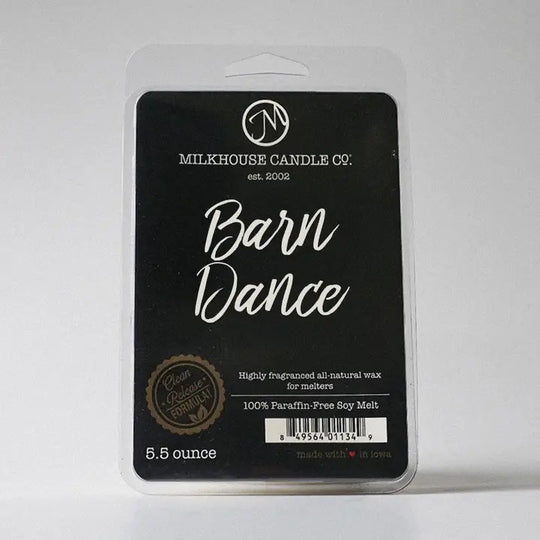 M
MILKHOUSE CANDLE CO.
est. 2002
Barn
Dance
Highly fragranced all-natural wax
for melters
100% Paraffin-Free Soy Melt
Clean
Release
FORMULA!
8 49564 01134 9
5.5 ounce
made with ♥ in iowa